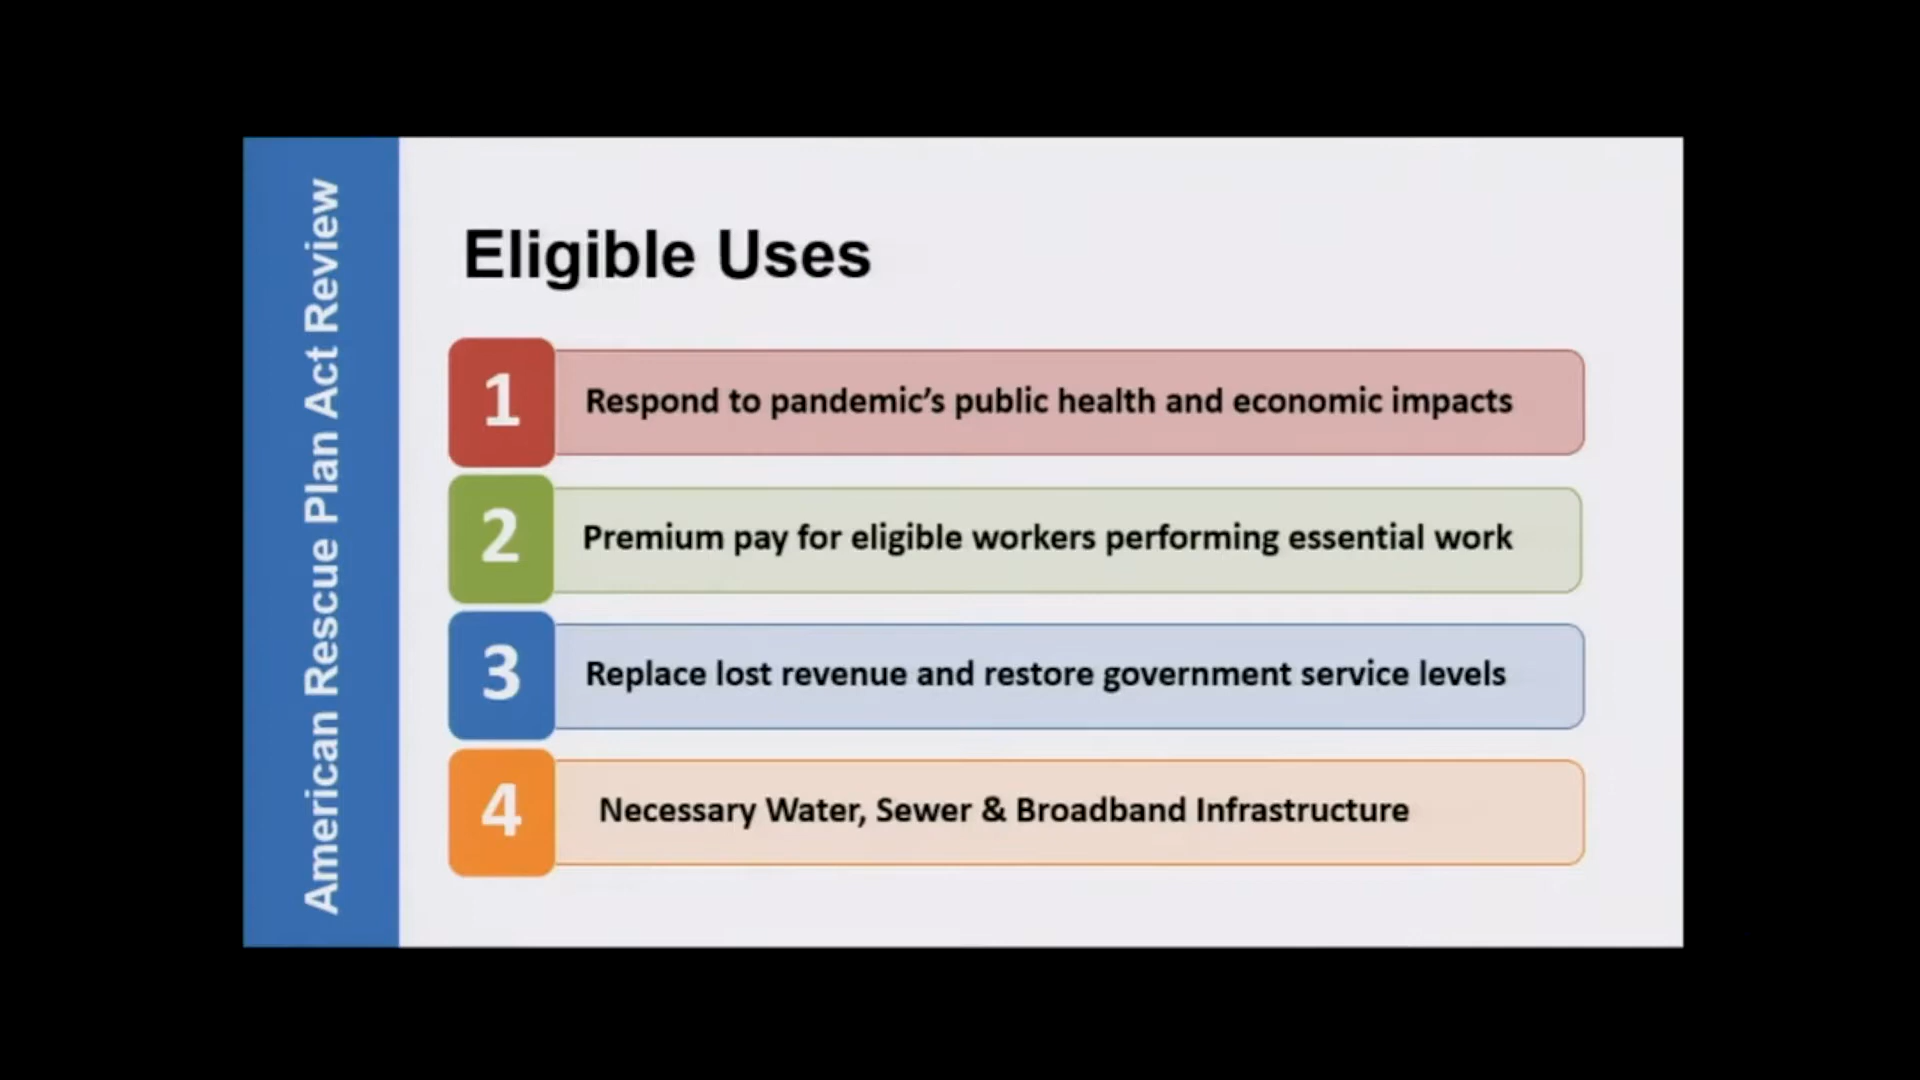 American Rescue Plan Act Review
Eligible Uses
1
Respond to pandemic’s public health and economic impacts
2
Premium pay for eligible workers performing essential work
3
Replace lost revenue and restore government service levels
4
Necessary Water, Sewer & Broadband Infrastructure